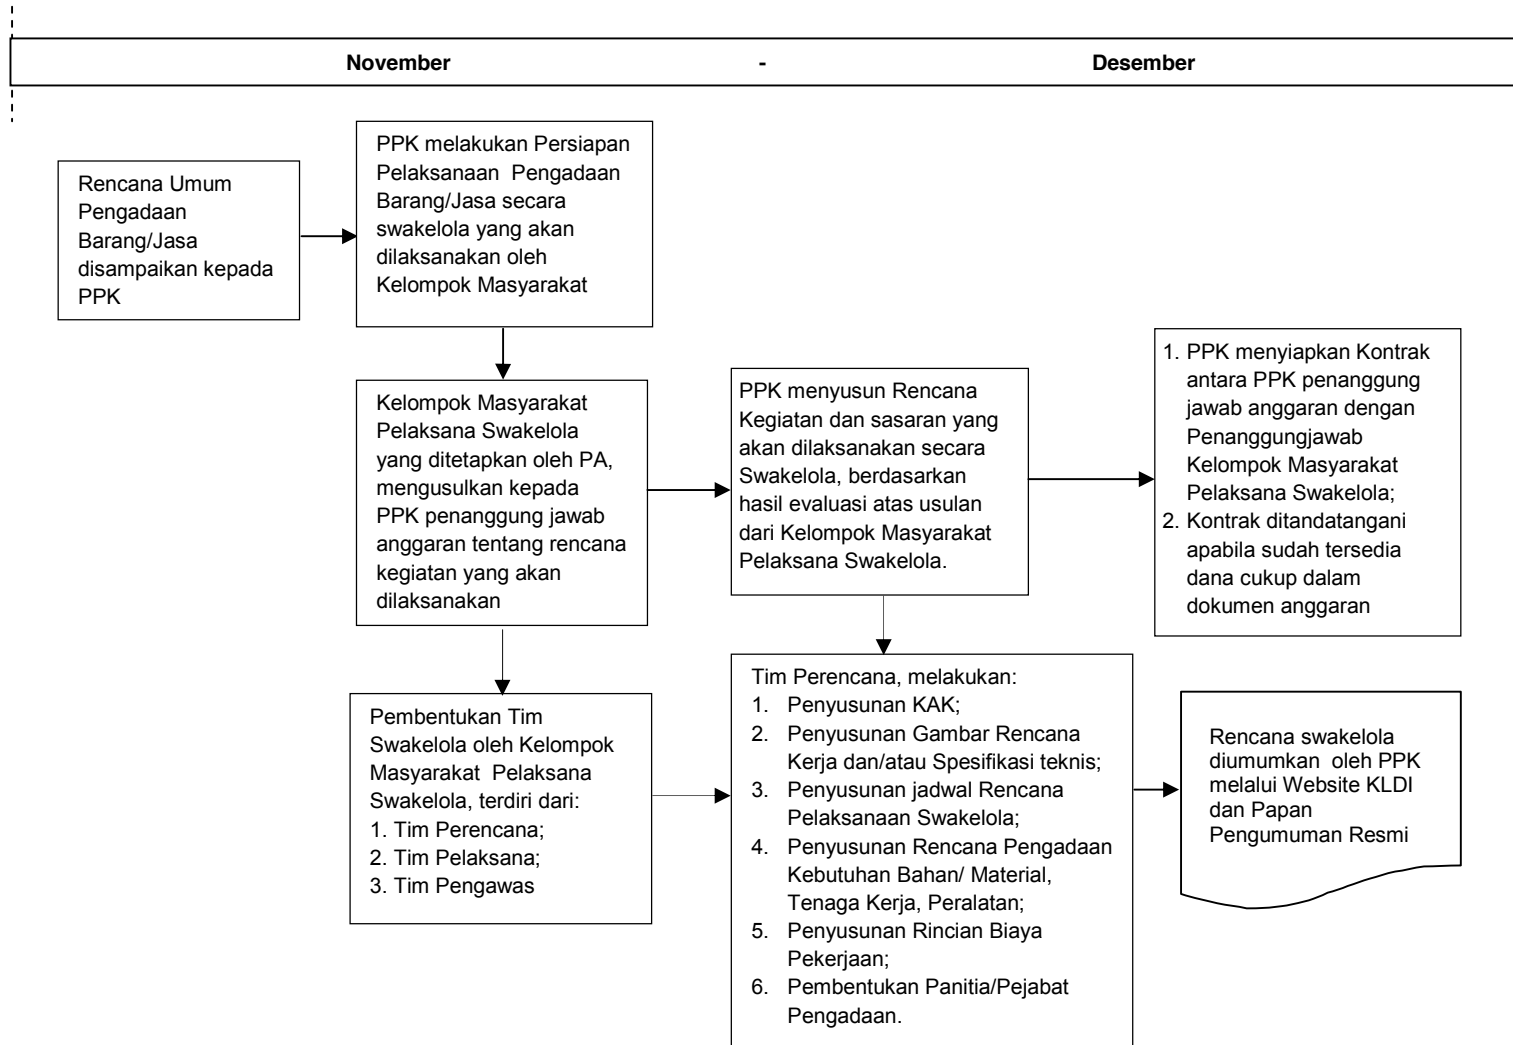 November - Desember
Rencana Umum
Pengadaan
Barang/Jasa
disampaikan kepada
PPK
PPK melakukan Persiapan
Pelaksanaan Pengadaan
Barang/Jasa secara
swakelola yang akan
dilaksanakan oleh
Kelompok Masyarakat
Kelompok Masyarakat
Pelaksana Swakelola
yang ditetapkan oleh PA,
mengusulkan kepada
PPK penanggung jawab
anggaran tentang rencana
kegiatan yang akan
dilaksanakan
PPK menyusun Rencana
Kegiatan dan sasaran yang
akan dilaksanakan secara
Swakelola, berdasarkan
hasil evaluasi atas usulan
dari Kelompok Masyarakat
Pelaksana Swakelola.
1. PPK menyiapkan Kontrak
antara PPK penanggung
jawab anggaran dengan
Penanggungjawab
Kelompok Masyarakat
Pelaksana Swakelola;
2. Kontrak ditandatangani
apabila sudah tersedia
dana cukup dalam
dokumen anggaran
Pembentukan Tim
Swakelola oleh Kelompok
Masyarakat Pelaksana
Swakelola, terdiri dari:
1. Tim Perencana;
2. Tim Pelaksana;
3. Tim Pengawas
Tim Perencana, melakukan:
1. Penyusunan KAK;
2. Penyusunan Gambar Rencana
Kerja dan/atau Spesifikasi teknis;
3. Penyusunan jadwal Rencana
Pelaksanaan Swakelola;
4. Penyusunan Rencana Pengadaan
Kebutuhan Bahan/ Material,
Tenaga Kerja, Peralatan;
5. Penyusunan Rincian Biaya
Pekerjaan;
6. Pembentukan Panitia/Pejabat
Pengadaan.
Rencana swakelola
diumumkan oleh PPK
melalui Website KLDI
dan Papan
Pengumuman Resmi